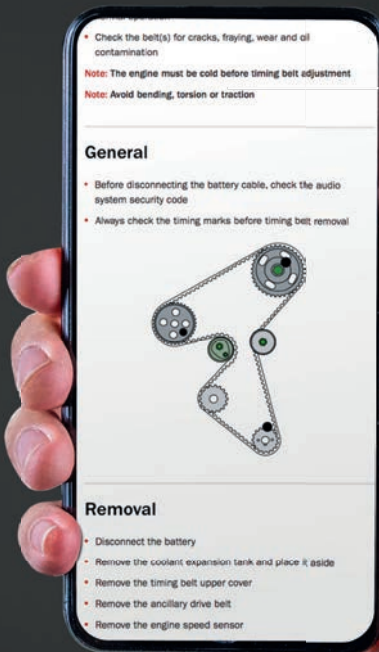 • Check the belt(s) for cracks, fraying, wear and oil
contamination
Note: The engine must be cold before timing belt adjustment
Note: Avoid bending, torsion or traction
General
• Before disconnecting the battery cable, check the audio
system security code
• Always check the timing marks before timing belt removal
Removal
• Disconnect the battery
• Remove the coolant expansion tank and place it aside
• Remove the timing belt upper cover
• Remove the ancillary drive belt
• Remove the engine speed sensor